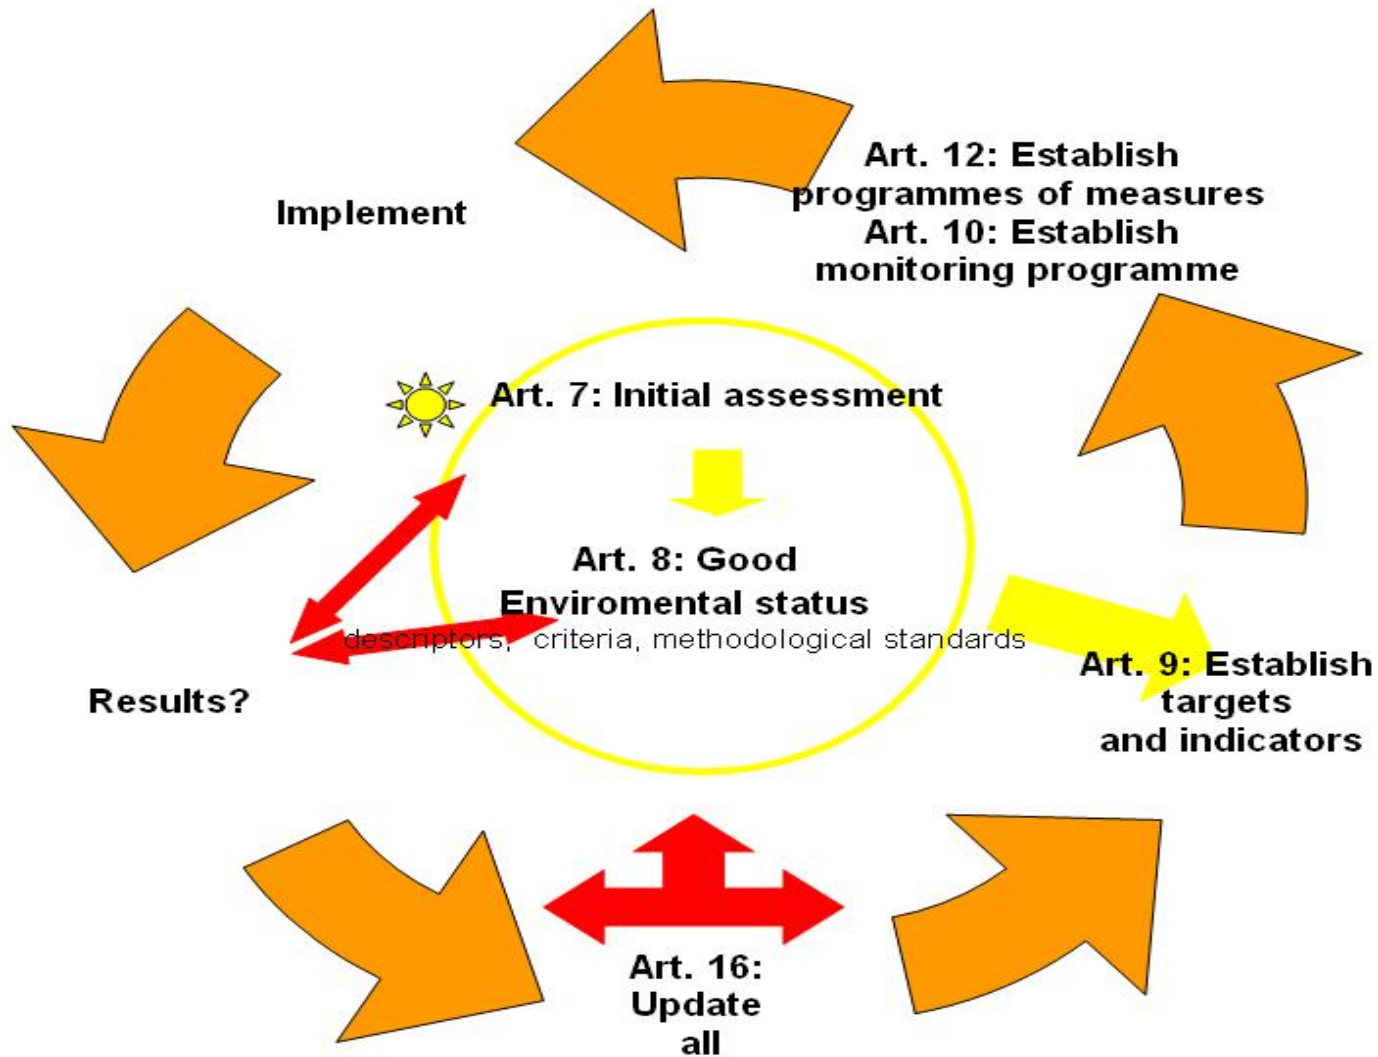 Art. 12: Establish
programmes of measures
Art. 10: Establish
monitoring programme
Implement
Art. 7: Initial assessment
Art. 8: Good
Enviromental status
descriptors, criteria, methodological standards
Art. 9: Establish
targets
and indicators
Results?
Art. 16:
Update
all